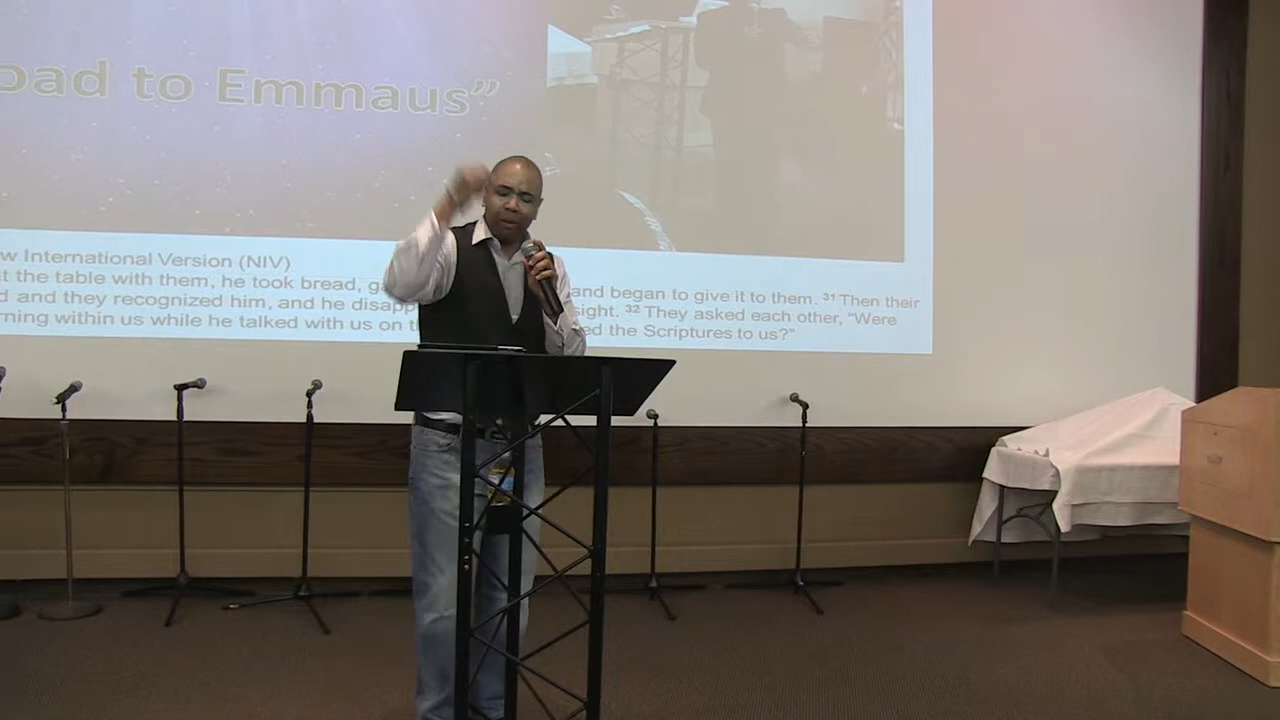 oad to Emmaus”
w International Version (NIV)
t the table with them, he took bread, ga and began to give it to them. ³¹ Then their
d and they recognized him, and he disapp sight. ³² They asked each other, “Were
rning within us while he talked with us on t ed the Scriptures to us?”